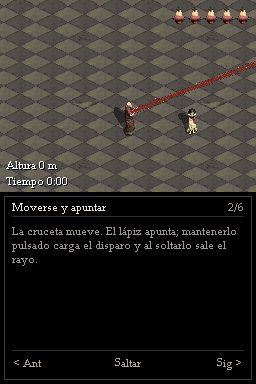 Altura 0 m
Tiempo 0:00
Moverse y apuntar 2/6
La cruceta mueve. El lápiz apunta; mantenerlo
pulsado carga el disparo y al soltarlo sale el
rayo.
< Ant Saltar Sig >